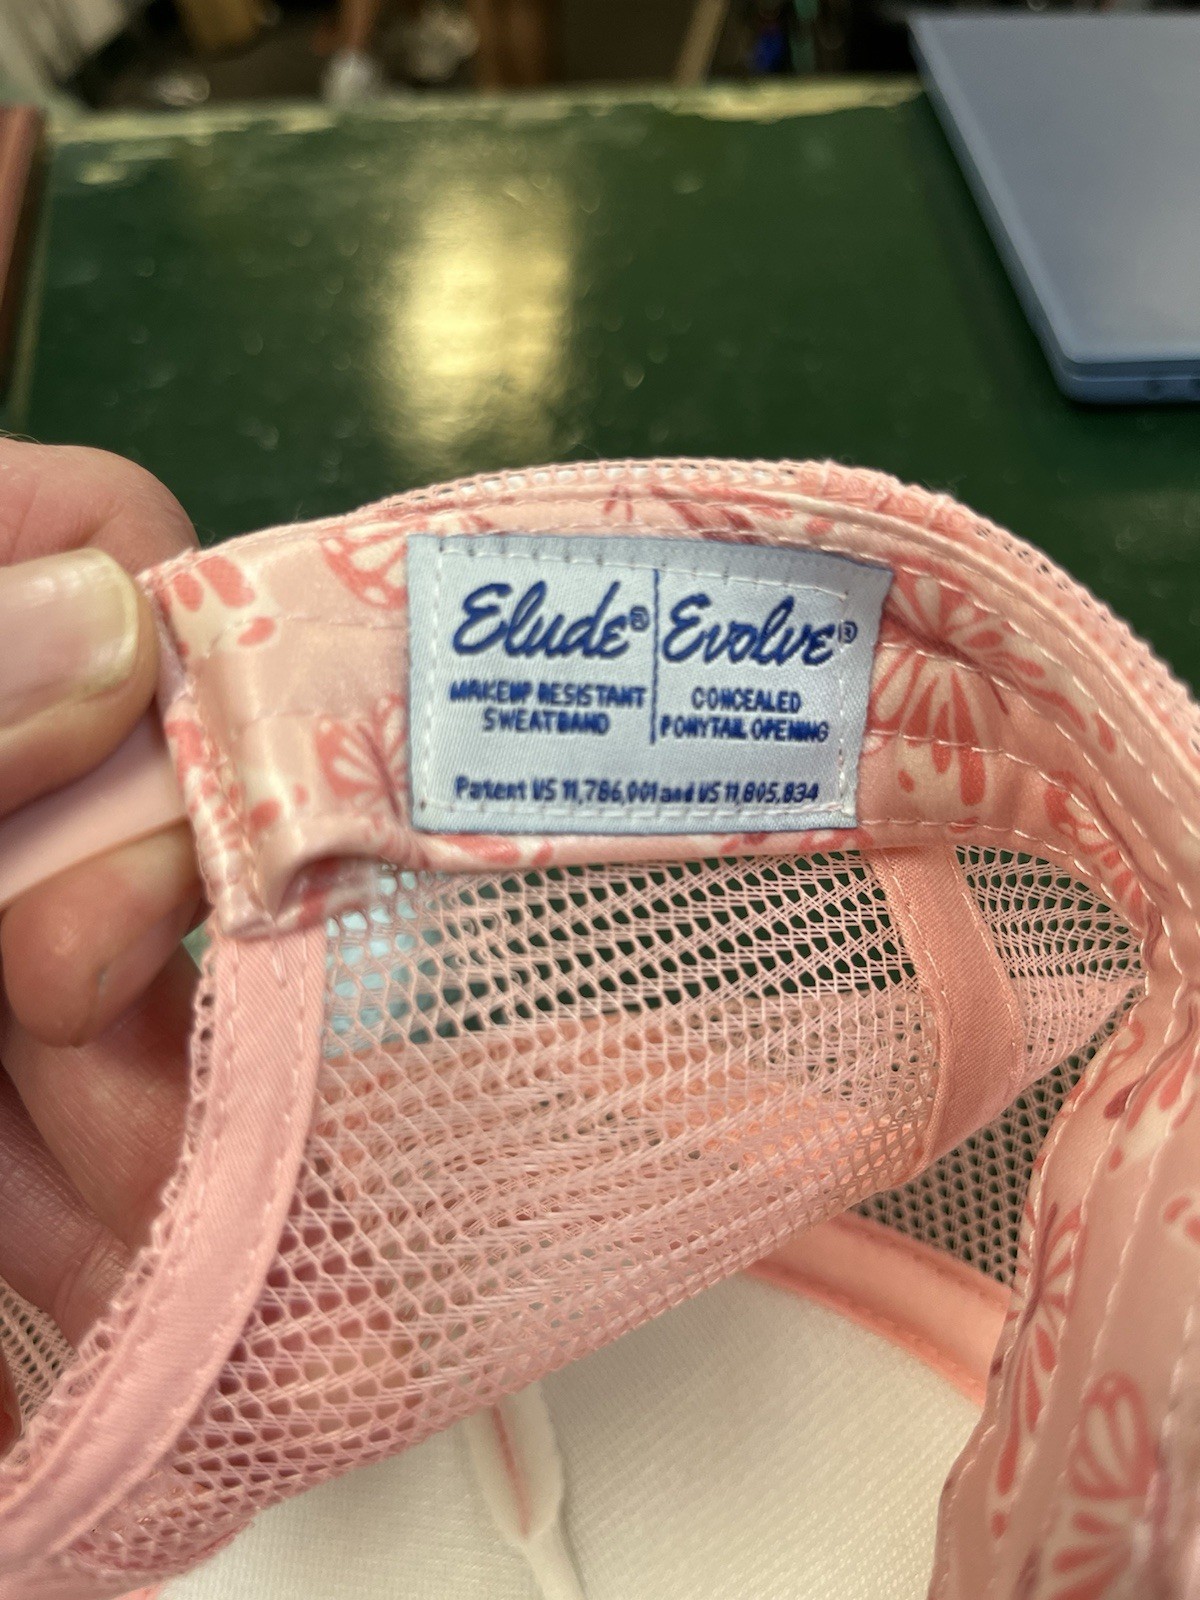 Elude® Evolve®
MAKEUP RESISTANT CONCEALED
SWEATBAND PONYTAIL OPENING
Patent US 11,786,001 and US 11,805,834